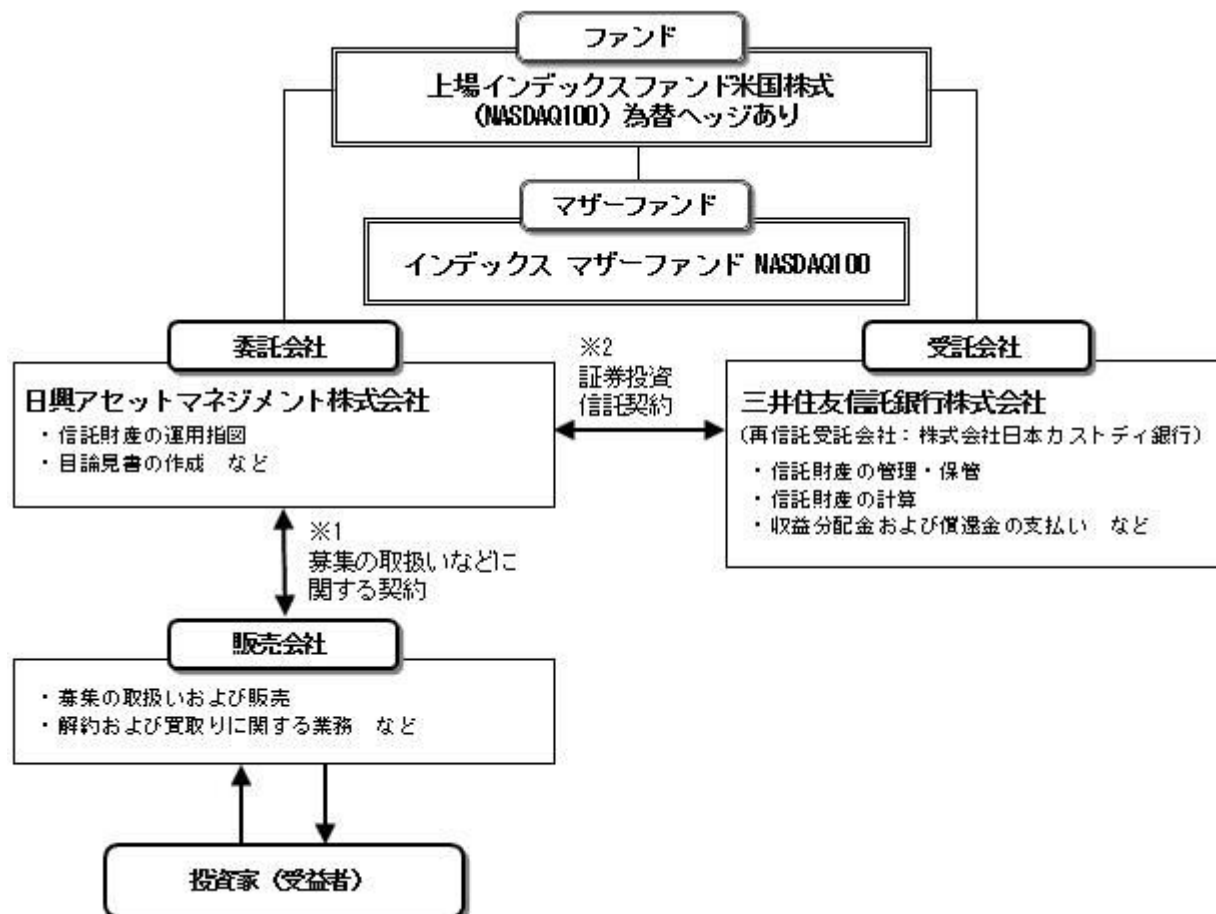 ファンド
上場インデックスファンド米国株式
(NASDAQ100)為替ヘッジあり
マザーファンド
インデックス マザーファンド NASDAQ100
委託会社
日興アセットマネジメント株式会社
・信託財産の運用指図
・目論見書の作成 など
※2
証券投資
信託契約
受託会社
三井住友信託銀行株式会社
(再信託受託会社:株式会社日本カストディ銀行)
・信託財産の管理・保管
・信託財産の計算
・収益分配金および償還金の支払い など
※1
募集の取扱いなどに
関する契約
販売会社
・募集の取扱いおよび販売
・解約および買取りに関する業務 など
投資家(受益者)